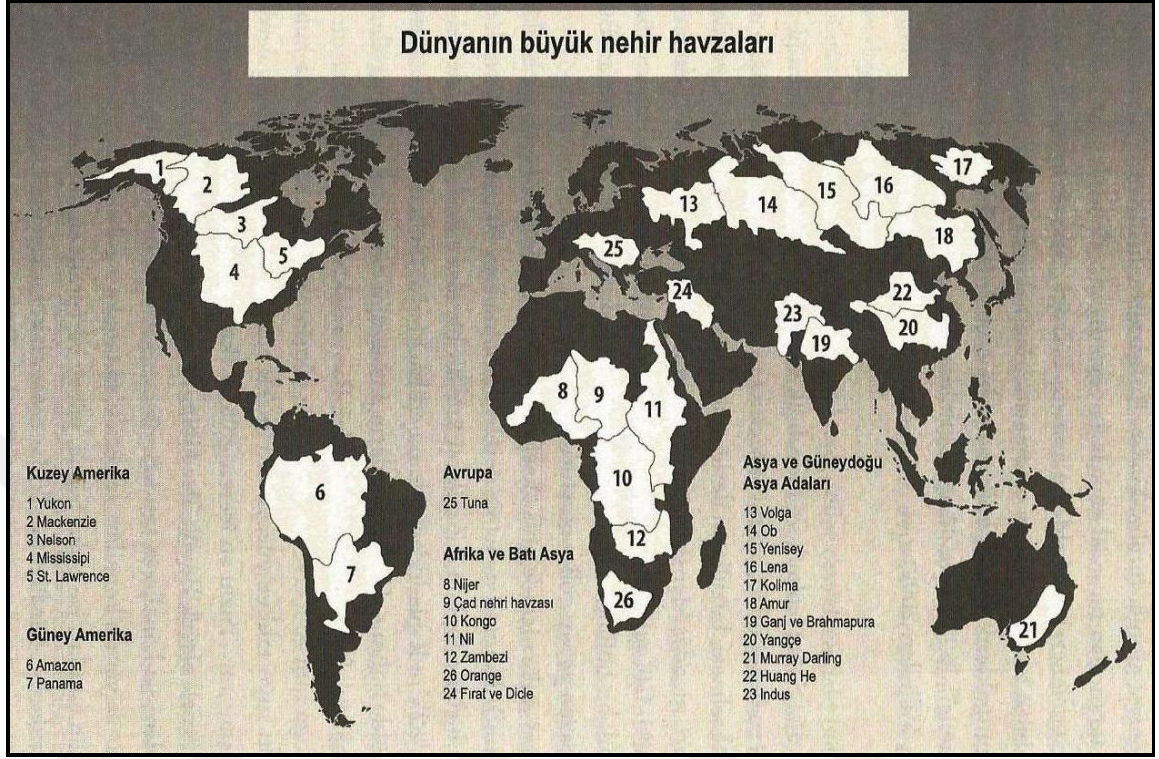 Dünyanın büyük nehir havzaları
1
2
3
4
5
6
7
8
9
10
11
12
13
14
15
16
17
18
19
20
21
22
23
24
25
26
Kuzey Amerika
1 Yukon
2 Mackenzie
3 Nelson
4 Mississipi
5 St. Lawrence
Güney Amerika
6 Amazon
7 Panama
Avrupa
25 Tuna
Afrika ve Batı Asya
8 Nijer
9 Çad nehri havzası
10 Kongo
11 Nil
12 Zambezi
26 Orange
24 Fırat ve Dicle
Asya ve Güneydoğu
Asya Adaları
13 Volga
14 Ob
15 Yenisey
16 Lena
17 Kolima
18 Amur
19 Ganj ve Brahmapura
20 Yangçe
21 Murray Darling
22 Huang He
23 Indus